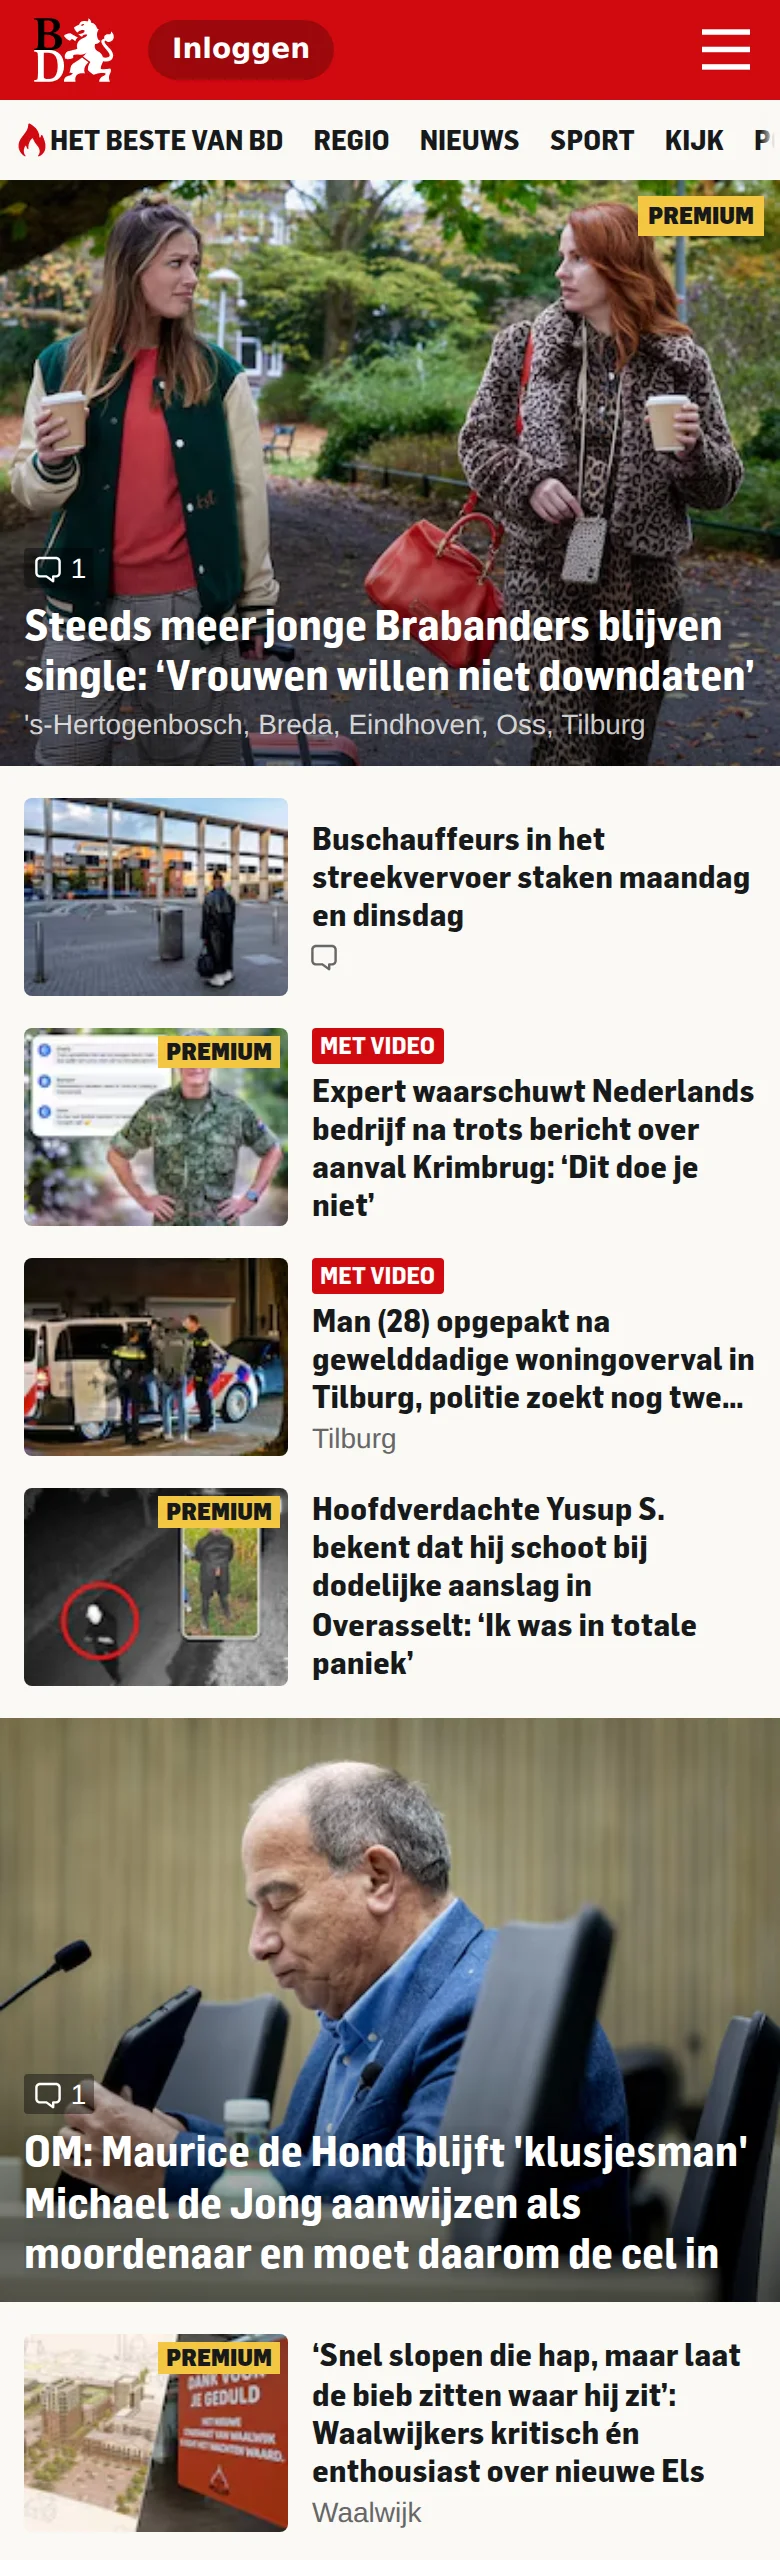 BD
Inloggen
HET BESTE VAN BD REGIO NIEUWS SPORT KIJK
PREMIUM
1
Steeds meer jonge Brabanders blijven
single: ‘Vrouwen willen niet downdaten’
's-Hertogenbosch, Breda, Eindhoven, Oss, Tilburg
Buschauffeurs in het
streekvervoer staken maandag
en dinsdag
PREMIUM
MET VIDEO
Expert waarschuwt Nederlands
bedrijf na trots bericht over
aanval Krimbrug: ‘Dit doe je
niet’
MET VIDEO
Man (28) opgepakt na
gewelddadige woningoverval in
Tilburg, politie zoekt nog twe...
Tilburg
PREMIUM
Hoofdverdachte Yusup S.
bekent dat hij schoot bij
dodelijke aanslag in
Overasselt: ‘Ik was in totale
paniek’
1
OM: Maurice de Hond blijft 'klusjesman'
Michael de Jong aanwijzen als
moordenaar en moet daarom de cel in
PREMIUM
DANK VOOR
JE GEDULD
‘Snel slopen die hap, maar laat
de bieb zitten waar hij zit’:
Waalwijkers kritisch én
enthousiast over nieuwe Els
Waalwijk